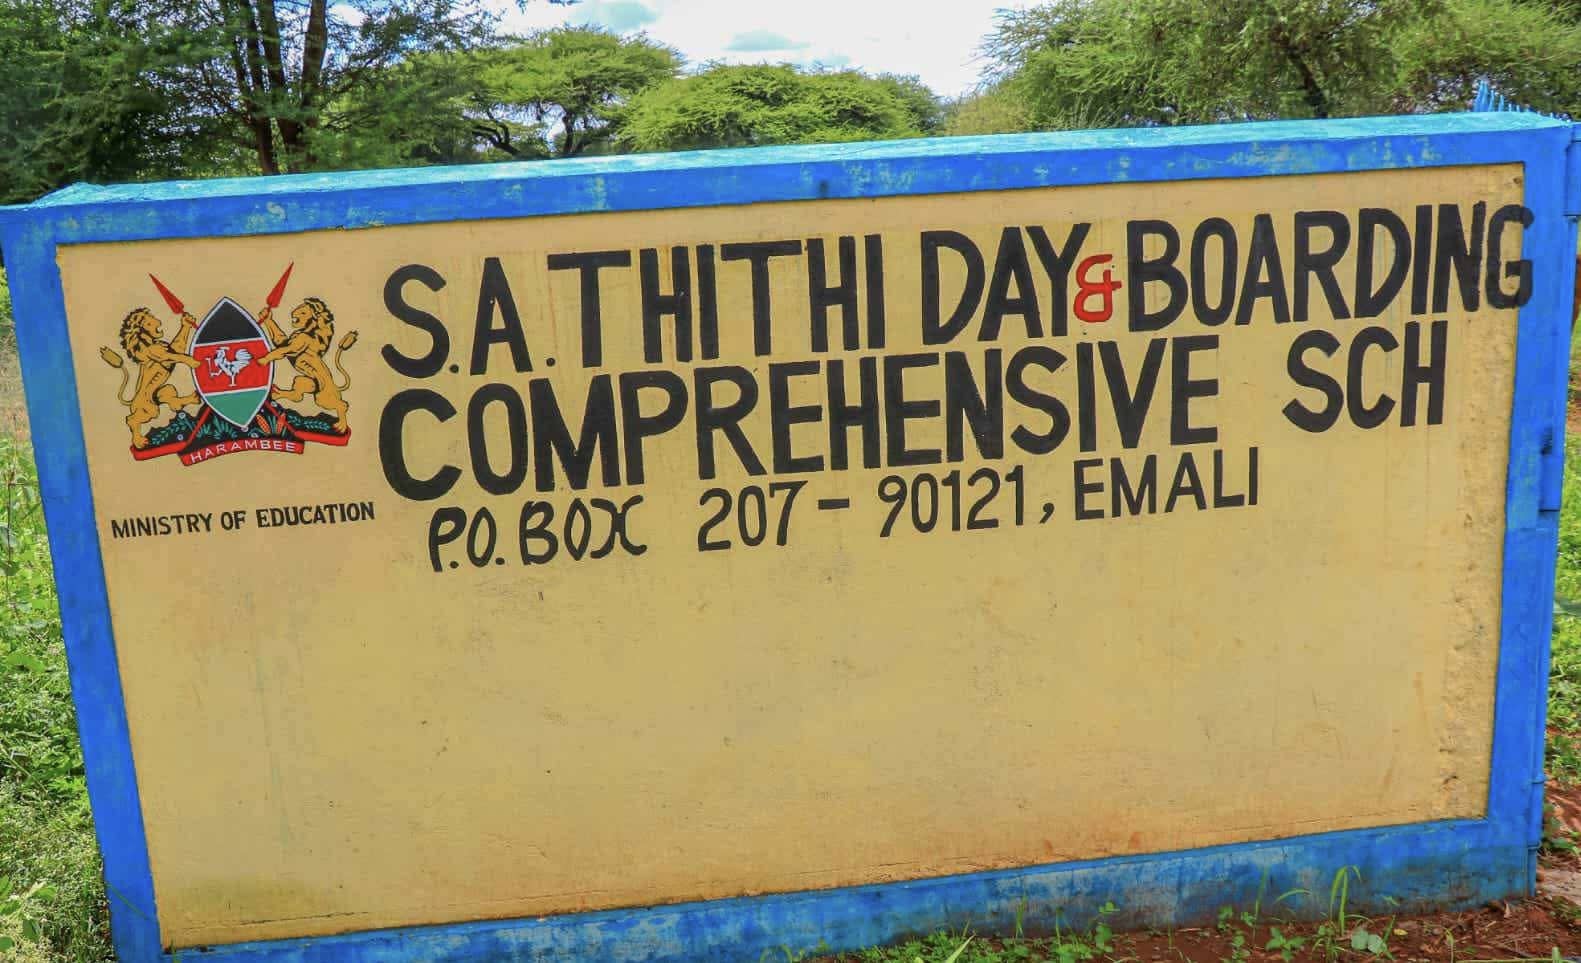 S.A. THITHI DAY & BOARDING
COMPREHENSIVE SCH
P.O. BOX 207 - 90121, EMALI
HARAMBEE
MINISTRY OF EDUCATION